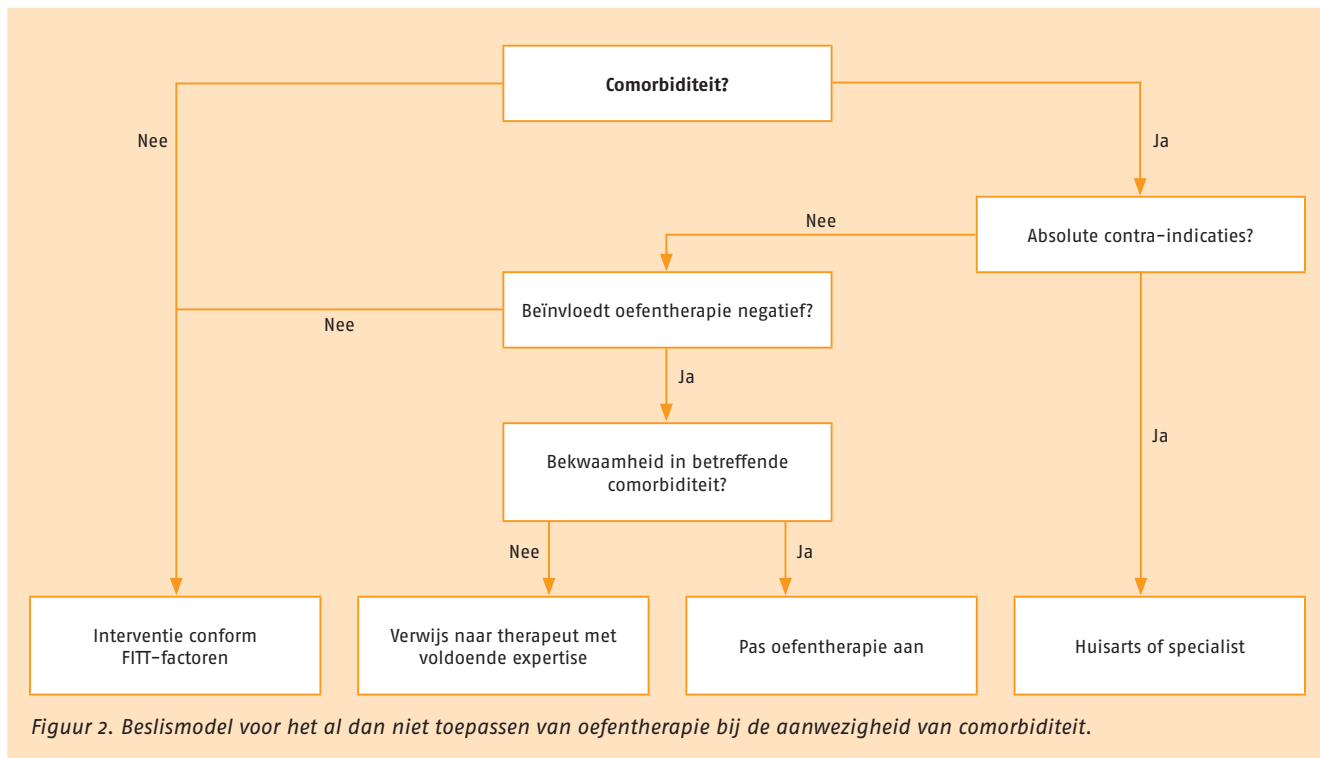 Comorbiditeit?
Nee
Ja
Absolute contra-indicaties?
Nee
Beïnvloedt oefentherapie negatief?
Nee
Ja
Ja
Bekwaamheid in betreffende
comorbiditeit?
Nee
Ja
Interventie conform
FITT-factoren
Verwijs naar therapeut met
voldoende expertise
Pas oefentherapie aan
Huisarts of specialist
Figuur 2. Beslismodel voor het al dan niet toepassen van oefentherapie bij de aanwezigheid van comorbiditeit.